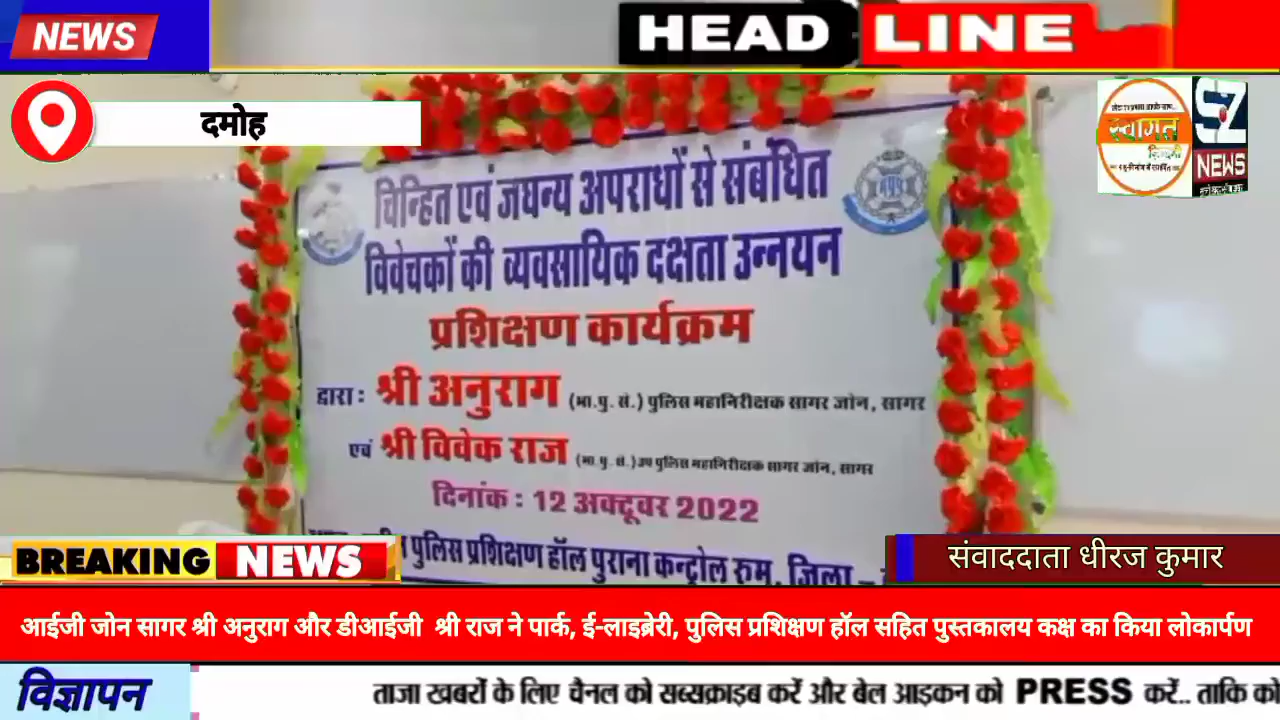 NEWS
HEAD LINE
दमोह
स्वागत
SZ
NEWS
चिन्हित एवं जघन्य अपराधों से संबंधित
विवेचकों की व्यवसायिक दक्षता उन्नयन
प्रशिक्षण कार्यक्रम
द्वारा : श्री अनुराग (भा.पु. से.) पुलिस महानिरीक्षक सागर जोन, सागर
एवं श्री विवेक राज (भा. पु. से.) उप पुलिस महानिरीक्षक सागर जोन, सागर
दिनांक : 12 अक्टूवर 2022
पुलिस प्रशिक्षण हॉल पुराना कन्ट्रोल रुम, जिला –
BREAKING NEWS
संवाददाता धीरज कुमार
आईजी जोन सागर श्री अनुराग और डीआईजी श्री राज ने पार्क, ई-लाइब्रेरी, पुलिस प्रशिक्षण हॉल सहित पुस्तकालय कक्ष का किया लोकार्पण
विज्ञापन
ताजा खबरों के लिए चैनल को सब्सक्राइब करें और बेल आइकन को PRESS करें.. ताकि को